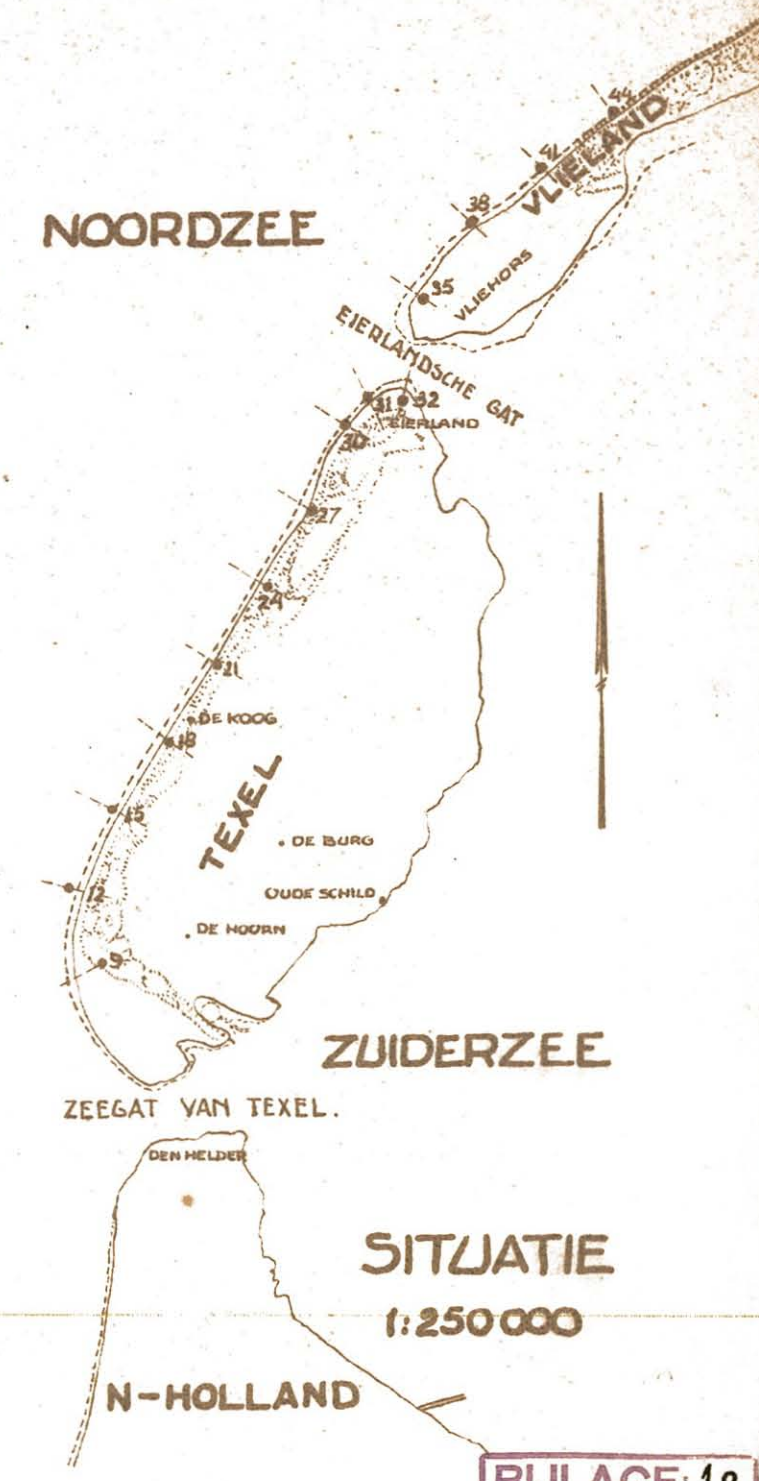 44
VLIELAND
41
38
NOORDZEE
35
VLIEHORS
EIERLANDSCHE GAT
31
32
EIERLAND
30
27
24
21
DE KOOG
18
TEXEL
15
DE BURG
12
OUDE SCHILD
DE HOORN
9
ZUIDERZEE
ZEEGAT VAN TEXEL.
DEN HELDER
SITUATIE
1:250000
N-HOLLAND
BIJLAGE